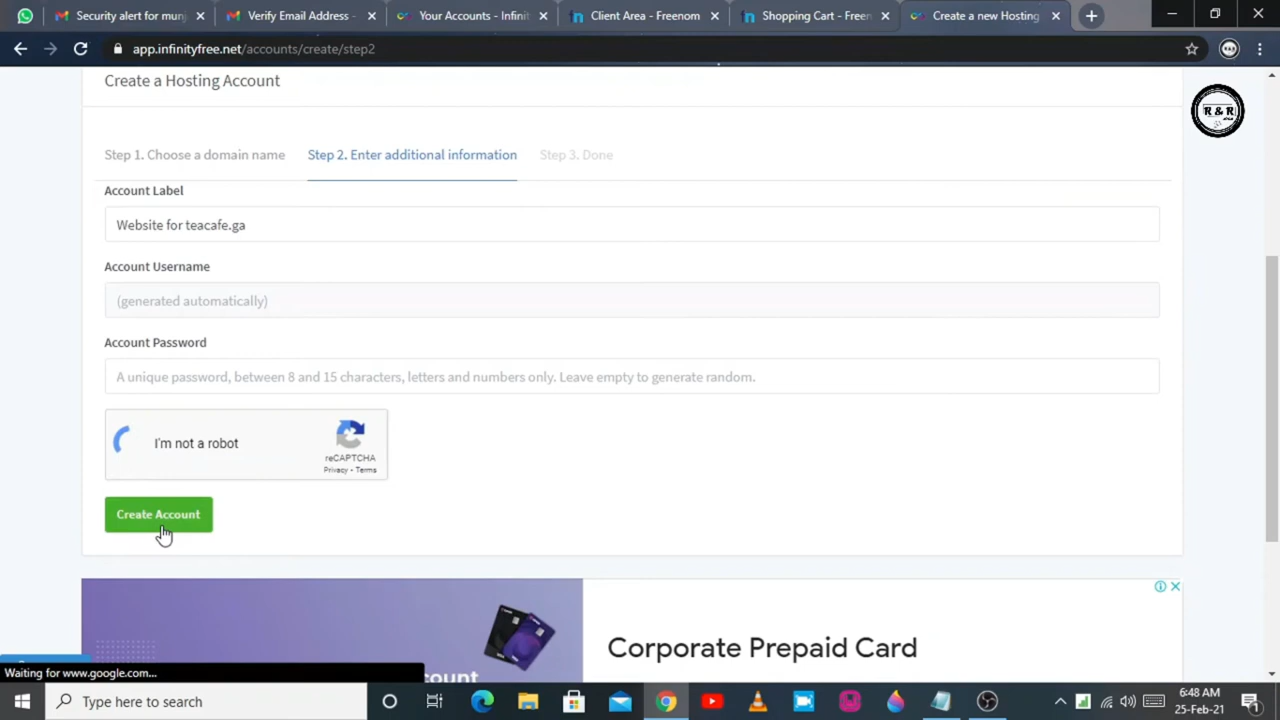 Security alert for munj
Verify Email Address -
Your Accounts - Infinit
Client Area - Freenom
Shopping Cart - Freen
Create a new Hosting
app.infinityfree.net/accounts/create/step2
R & R
Create a Hosting Account
Step 1. Choose a domain name
Step 2. Enter additional information
Step 3. Done
Account Label
Website for teacafe.ga
Account Username
(generated automatically)
Account Password
A unique password, between 8 and 15 characters, letters and numbers only. Leave empty to generate random.
I'm not a robot
reCAPTCHA
Privacy - Terms
Create Account
Corporate Prepaid Card
Waiting for www.google.com...
Type here to search
6:48 AM
25-Feb-21